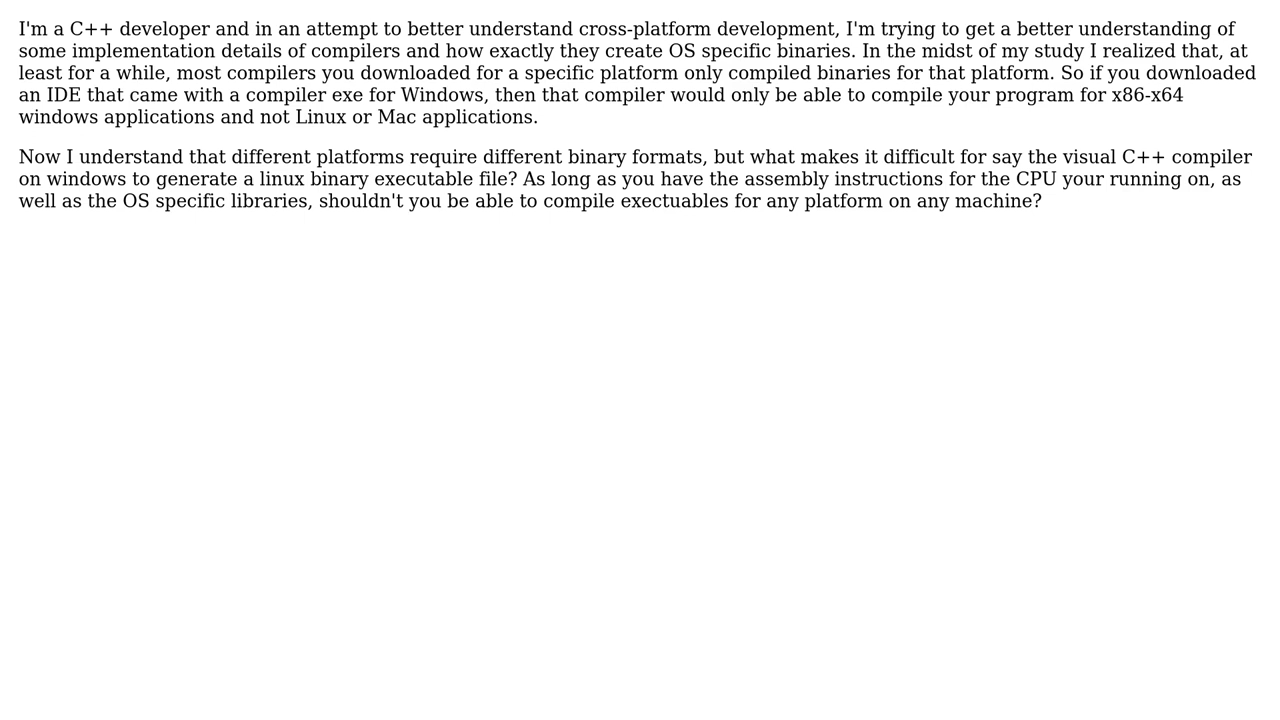 I'm a C++ developer and in an attempt to better understand cross-platform development, I'm trying to get a better understanding of
some implementation details of compilers and how exactly they create OS specific binaries. In the midst of my study I realized that, at
least for a while, most compilers you downloaded for a specific platform only compiled binaries for that platform. So if you downloaded
an IDE that came with a compiler exe for Windows, then that compiler would only be able to compile your program for x86-x64
windows applications and not Linux or Mac applications.
Now I understand that different platforms require different binary formats, but what makes it difficult for say the visual C++ compiler
on windows to generate a linux binary executable file? As long as you have the assembly instructions for the CPU your running on, as
well as the OS specific libraries, shouldn't you be able to compile exectuables for any platform on any machine?